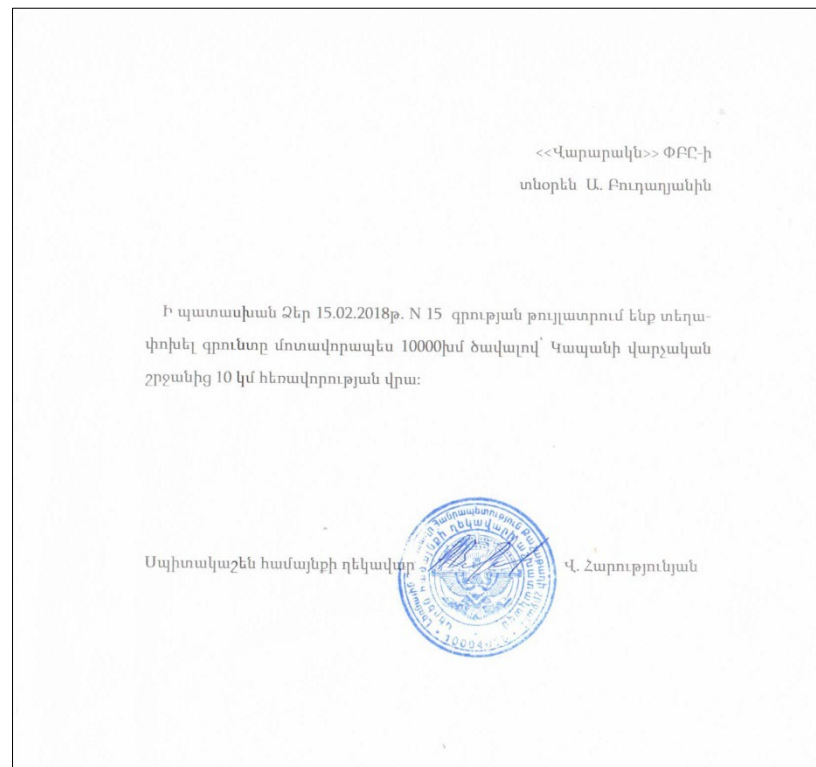 <<Վարարակն>> ՓԲԸ-ի
տնօրեն Ա. Բուդաղյանին
Ի պատասխան Ձեր 15.02.2018թ. N 15 գրության թույլատրում ենք տեղա-
փոխել գրունտը մոտավորապես 10000խմ ծավալով՝ Կապանի վարչական
շրջանից 10 կմ հեռավորության վրա:
Սպիտակաշեն համայնքի ղեկավար
Վ. Հարությունյան